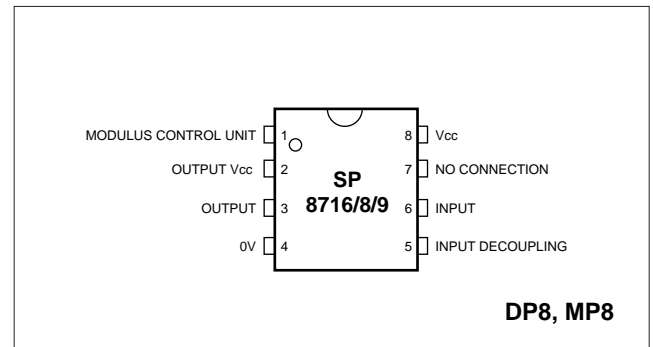 MODULUS CONTROL UNIT 1
8 Vcc
OUTPUT Vcc 2
7 NO CONNECTION
SP
8716/8/9
OUTPUT 3
6 INPUT
0V 4
5 INPUT DECOUPLING
DP8, MP8